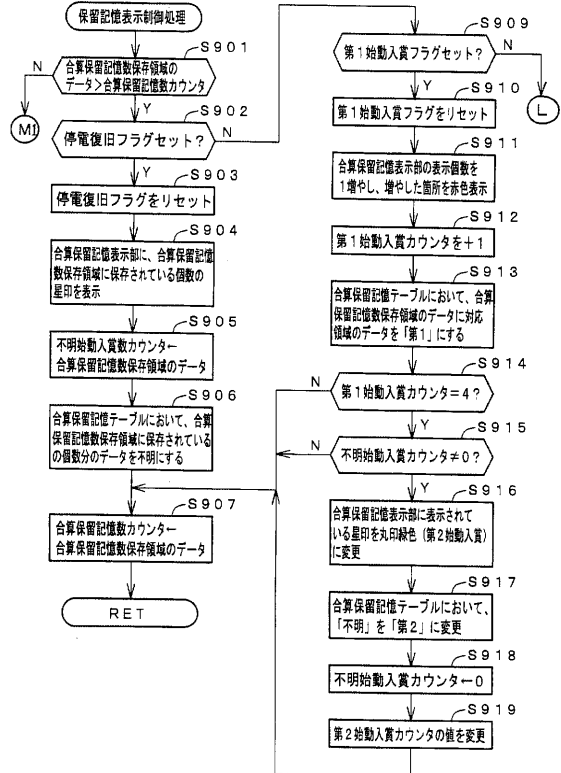 保留記憶表示制御処理
S901
合算保留記憶数保存領域の
データ>合算保留記憶数カウンタ
N
MI
Y
S902
停電復旧フラグセット?
N
Y
S903
停電復旧フラグをリセット
S904
合算保留記憶表示部に、合算保留記憶
数保存領域に保存されている個数の
星印を表示
S905
不明始動入賞数カウンタ←
合算保留記憶数保存領域のデータ
S906
合算保留記憶テーブルにおいて、合算
保留記憶数保存領域に保存されている
の個数分のデータを不明にする
S907
合算保留記憶数カウンタ←
合算保留記憶数保存領域のデータ
RET
S909
第1始動入賞フラグセット?
N
L
Y
S910
第1始動入賞フラグをリセット
S911
合算保留記憶表示部の表示個数を
1増やし、増やした箇所を赤色表示
S912
第1始動入賞カウンタを+1
S913
合算保留記憶テーブルにおいて、合算
保留記憶数保存領域のデータに対応
領域のデータを「第1」にする
S914
N
第1始動入賞カウンタ=4?
Y
S915
N
不明始動入賞カウンタ≠0?
Y
S916
合算保留記憶表示部に表示されて
いる星印を丸印緑色(第2始動入賞)
に変更
S917
合算保留記憶テーブルにおいて、
「不明」を「第2」に変更
S918
不明始動入賞カウンタ←0
S919
第2始動入賞カウンタの値を変更